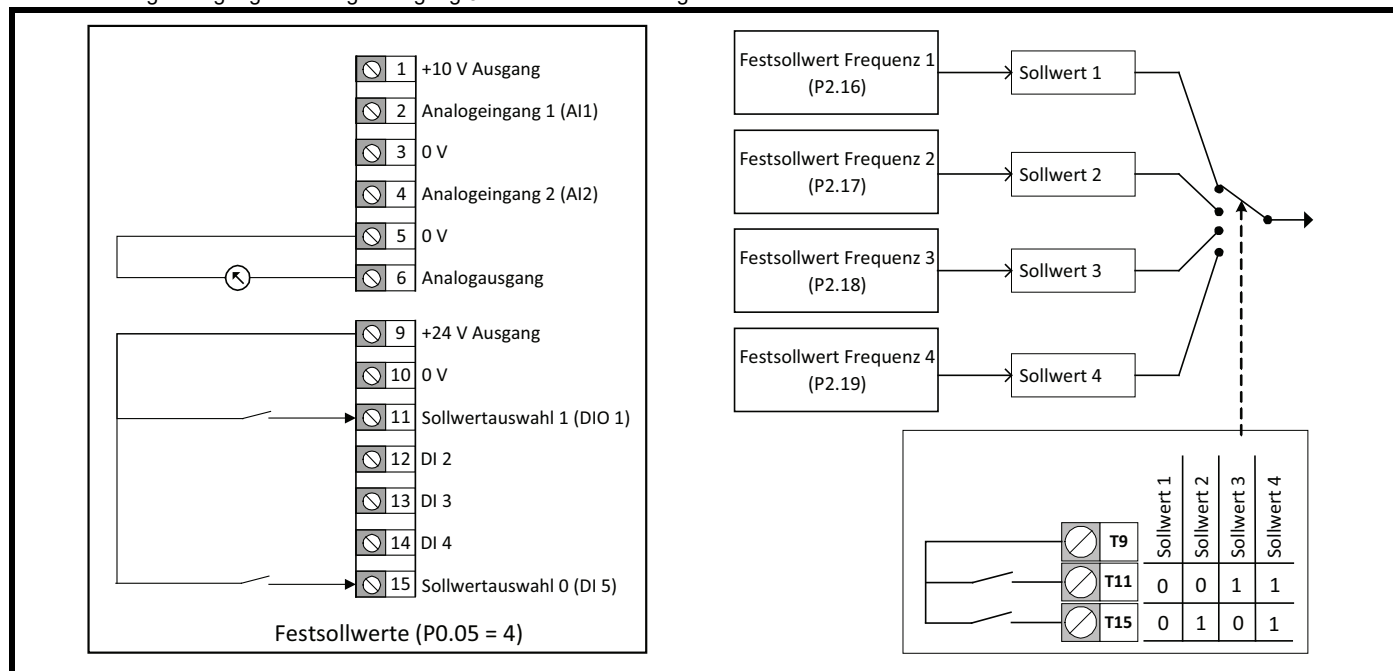 1 +10 V Ausgang
2 Analogeingang 1 (AI1)
3 0 V
4 Analogeingang 2 (AI2)
5 0 V
6 Analogausgang
9 +24 V Ausgang
10 0 V
11 Sollwertauswahl 1 (DIO 1)
12 DI 2
13 DI 3
14 DI 4
15 Sollwertauswahl 0 (DI 5)
Festsollwerte (P0.05 = 4)
Festsollwert Frequenz 1
(P2.16)
Sollwert 1
Festsollwert Frequenz 2
(P2.17)
Sollwert 2
Festsollwert Frequenz 3
(P2.18)
Sollwert 3
Festsollwert Frequenz 4
(P2.19)
Sollwert 4
Sollwert 1
Sollwert 2
Sollwert 3
Sollwert 4
T9
T11 0 0 1 1
T15 0 1 0 1